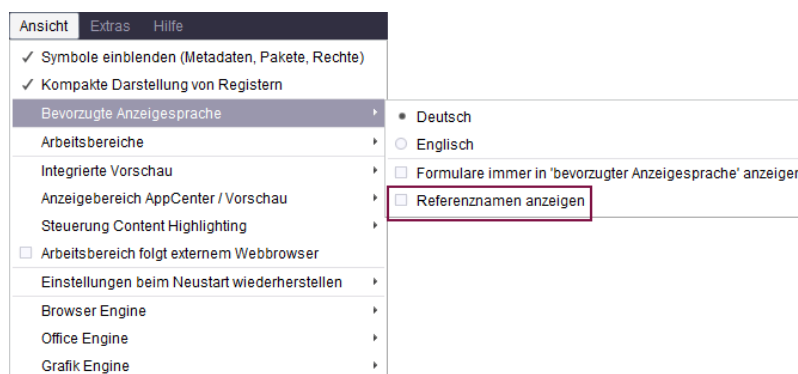 Ansicht Extras Hilfe
Symbole einblenden (Metadaten, Pakete, Rechte)
Kompakte Darstellung von Registern
Bevorzugte Anzeigesprache
Deutsch
Englisch
Formulare immer in 'bevorzugter Anzeigesprache' anzeigen
Referenznamen anzeigen
Arbeitsbereiche
Integrierte Vorschau
Anzeigebereich AppCenter / Vorschau
Steuerung Content Highlighting
Arbeitsbereich folgt externem Webbrowser
Einstellungen beim Neustart wiederherstellen
Browser Engine
Office Engine
Grafik Engine